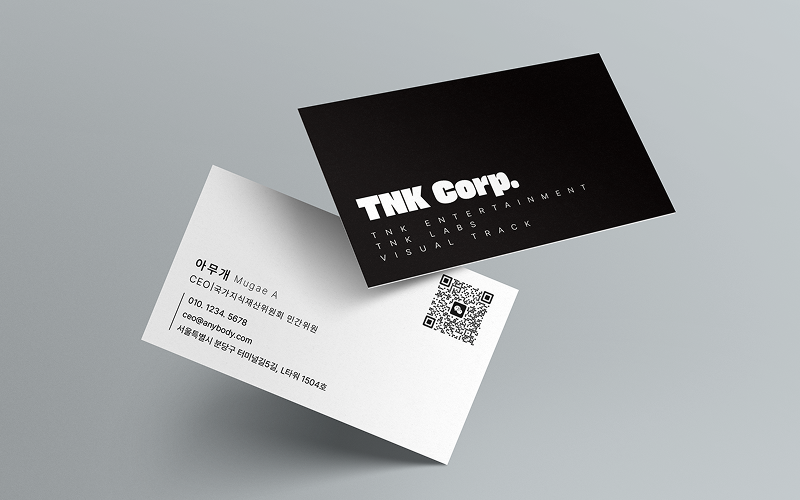 TNK Corp.
TNK ENTERTAINMENT
TNK LABS
VISUAL TRACK
아무개 Mugae A
CEO|국가지식재산위원회 민간위원
010. 1234. 5678
ceo@anybody.com
서울특별시 분당구 터미널길5길, L타워 1504호